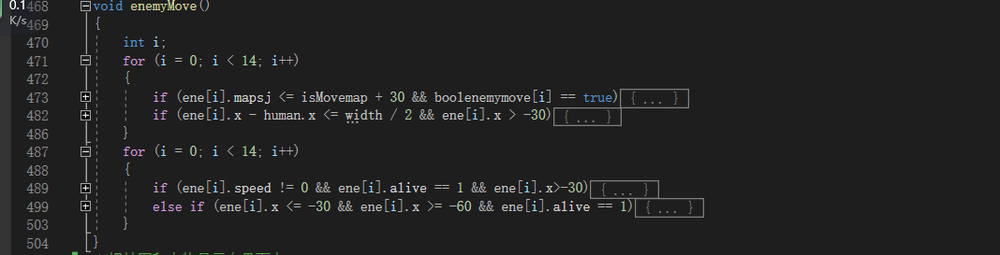 0.1
K/s
468 void enemyMove()
469 {
470 int i;
471 for (i = 0; i < 14; i++)
472 {
473 if (ene[i].mapsj <= isMovemap + 30 && boolenemymove[i] == true){ ... }
482 if (ene[i].x - human.x <= width / 2 && ene[i].x > -30){ ... }
486 }
487 for (i = 0; i < 14; i++)
488 {
489 if (ene[i].speed != 0 && ene[i].alive == 1 && ene[i].x>-30){ ... }
499 else if (ene[i].x <= -30 && ene[i].x >= -60 && ene[i].alive == 1){ ... }
503 }
504 }